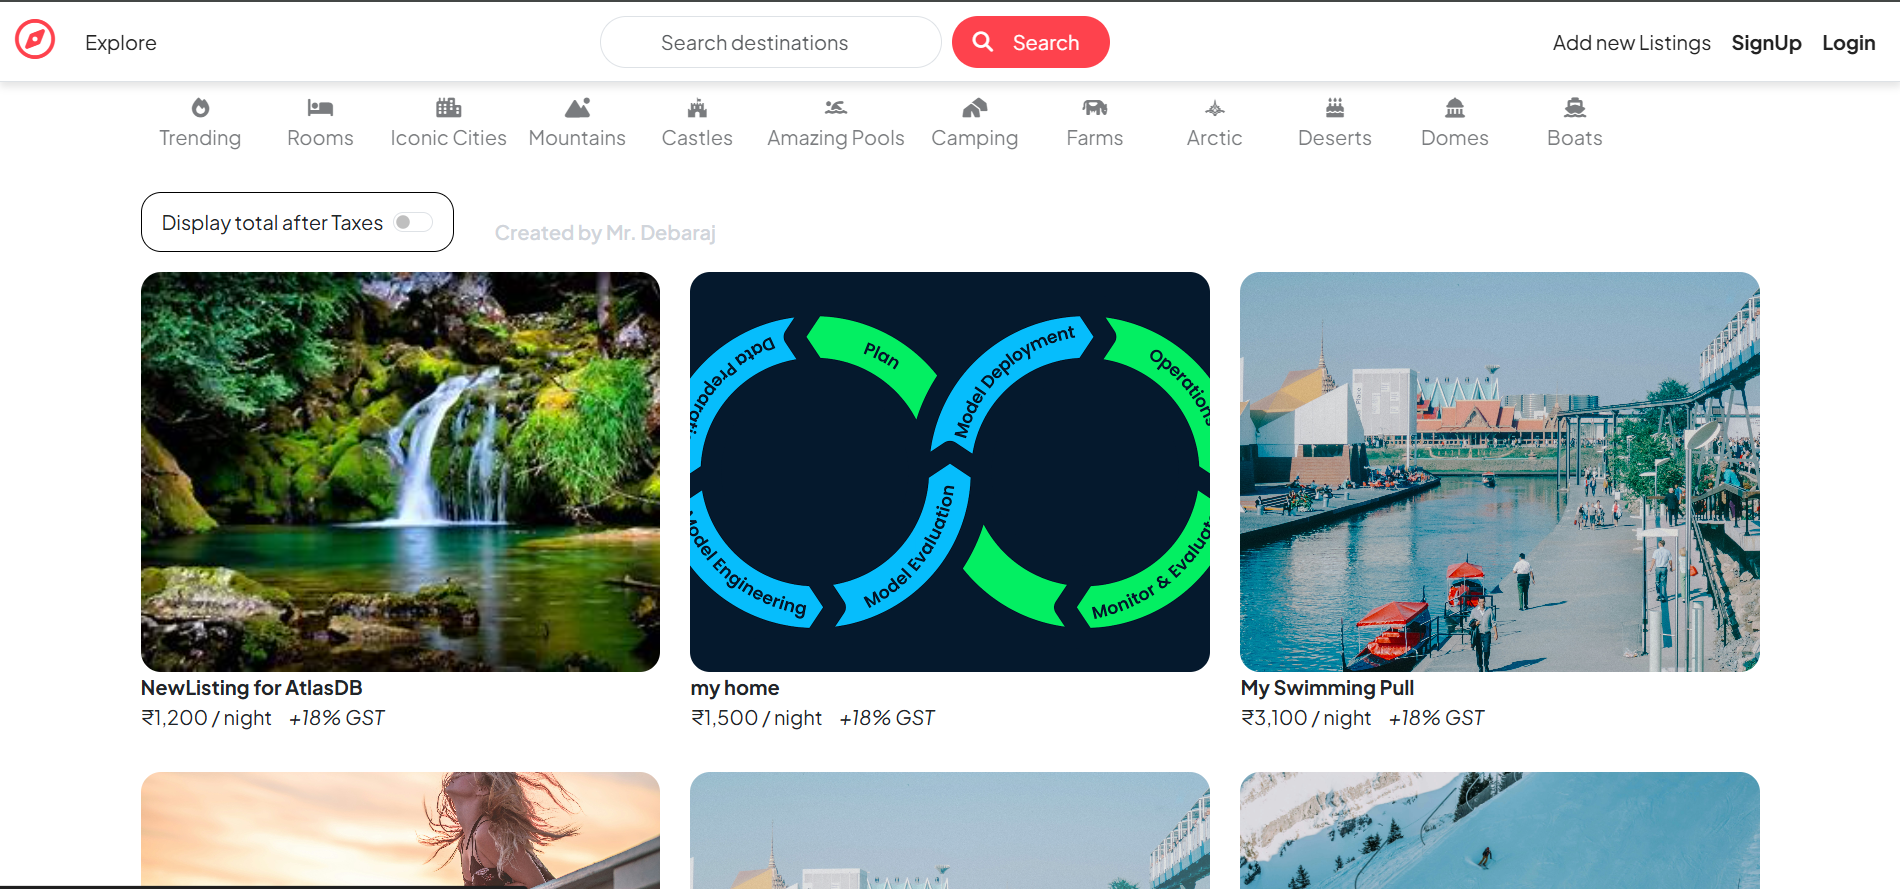 Explore
Search destinations
Search
Add new Listings
SignUp
Login
Trending
Rooms
Iconic Cities
Mountains
Castles
Amazing Pools
Camping
Farms
Arctic
Deserts
Domes
Boats
Display total after Taxes
Created by Mr. Debaraj
Data Preparati
Plan
Model Deployment
Operations
Model Engineering
Model Evaluation
Monitor & Evaluat
NewListing for AtlasDB
₹1,200 / night +18% GST
my home
₹1,500 / night +18% GST
My Swimming Pull
₹3,100 / night +18% GST